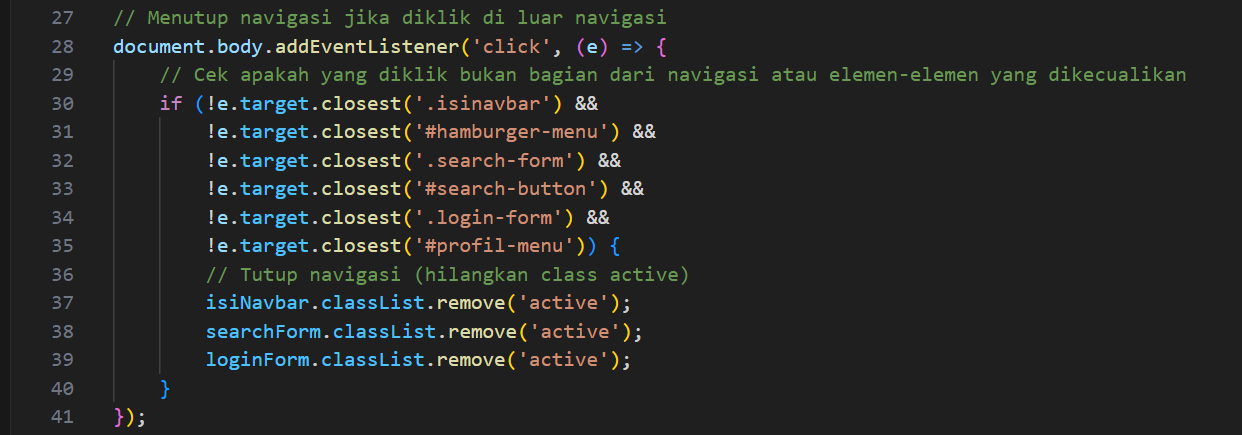 27 // Menutup navigasi jika diklik di luar navigasi
28 document.body.addEventListener('click', (e) => {
29     // Cek apakah yang diklik bukan bagian dari navigasi atau elemen-elemen yang dikecualikan
30     if (!e.target.closest('.isinavbar') &&
31         !e.target.closest('#hamburger-menu') &&
32         !e.target.closest('.search-form') &&
33         !e.target.closest('#search-button') &&
34         !e.target.closest('.login-form') &&
35         !e.target.closest('#profil-menu')) {
36         // Tutup navigasi (hilangkan class active)
37         isiNavbar.classList.remove('active');
38         searchForm.classList.remove('active');
39         loginForm.classList.remove('active');
40     }
41 });